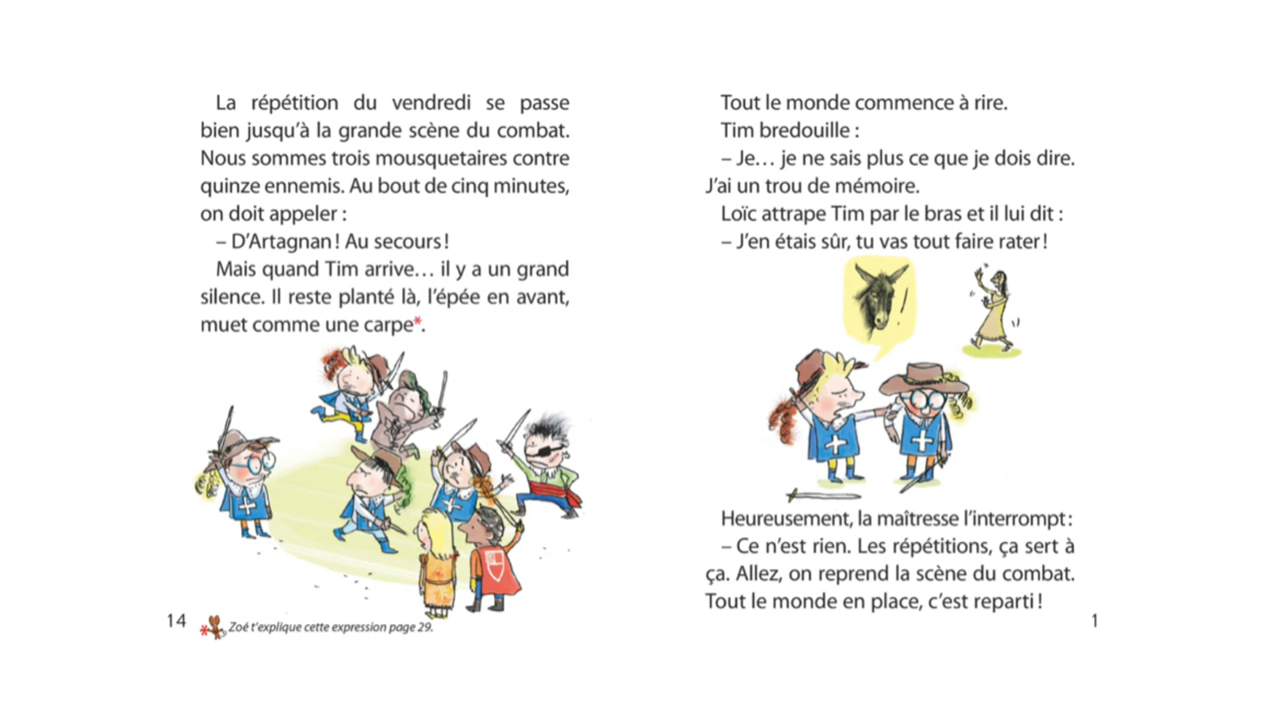 La répétition du vendredi se passe
bien jusqu'à la grande scène du combat.
Nous sommes trois mousquetaires contre
quinze ennemis. Au bout de cinq minutes,
on doit appeler :
– D'Artagnan ! Au secours !
Mais quand Tim arrive… il y a un grand
silence. Il reste planté là, l'épée en avant,
muet comme une carpe*.
14
* Zoé t'explique cette expression page 29.
Tout le monde commence à rire.
Tim bredouille :
– Je… je ne sais plus ce que je dois dire.
J'ai un trou de mémoire.
Loïc attrape Tim par le bras et il lui dit :
– J'en étais sûr, tu vas tout faire rater !
!
Heureusement, la maîtresse l'interrompt :
– Ce n'est rien. Les répétitions, ça sert à
ça. Allez, on reprend la scène du combat.
Tout le monde en place, c'est reparti !
1